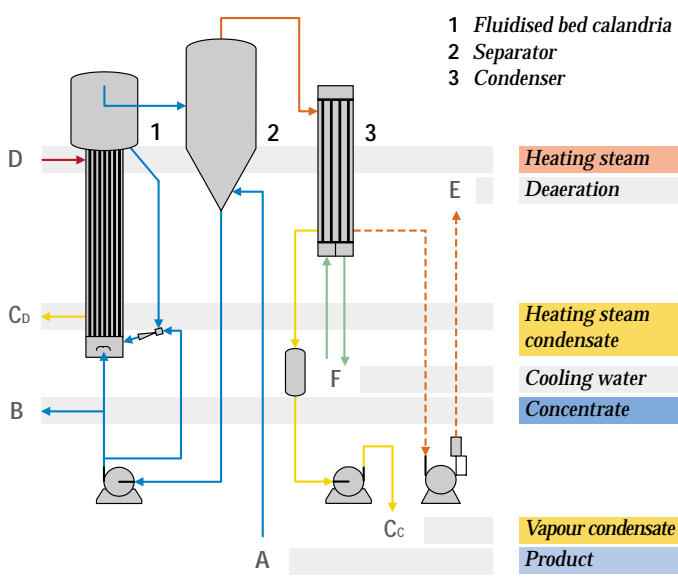 1 Fluidised bed calandria
2 Separator
3 Condenser
1
2
3
D
Heating steam
E
Deaeration
CD
Heating steam
condensate
F
Cooling water
B
Concentrate
Cc
Vapour condensate
A
Product